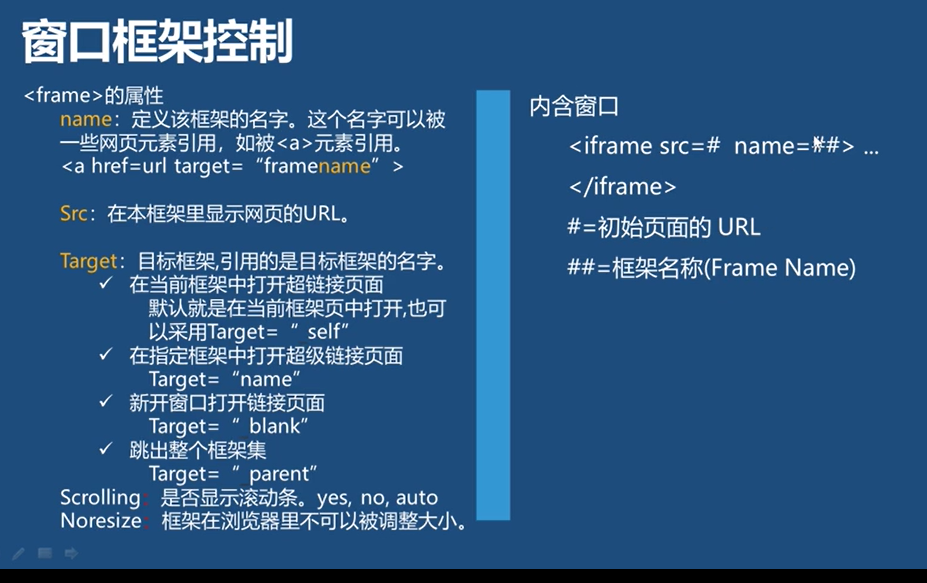 窗口框架控制
<frame>的属性
name：定义该框架的名字。这个名字可以被
一些网页元素引用，如被<a>元素引用。
<a href=url target=“framename” >
Src：在本框架里显示网页的URL。
Target：目标框架,引用的是目标框架的名字。
✓ 在当前框架中打开超链接页面
默认就是在当前框架页中打开,也可
以采用Target=“ self”
✓ 在指定框架中打开超级链接页面
Target=“name”
✓ 新开窗口打开链接页面
Target=“ blank”
✓ 跳出整个框架集
Target=“ parent”
Scrolling：是否显示滚动条。yes, no, auto
Noresize：框架在浏览器里不可以被调整大小。
内含窗口
<iframe src=# name=##> ...
</iframe>
#=初始页面的 URL
##=框架名称(Frame Name)